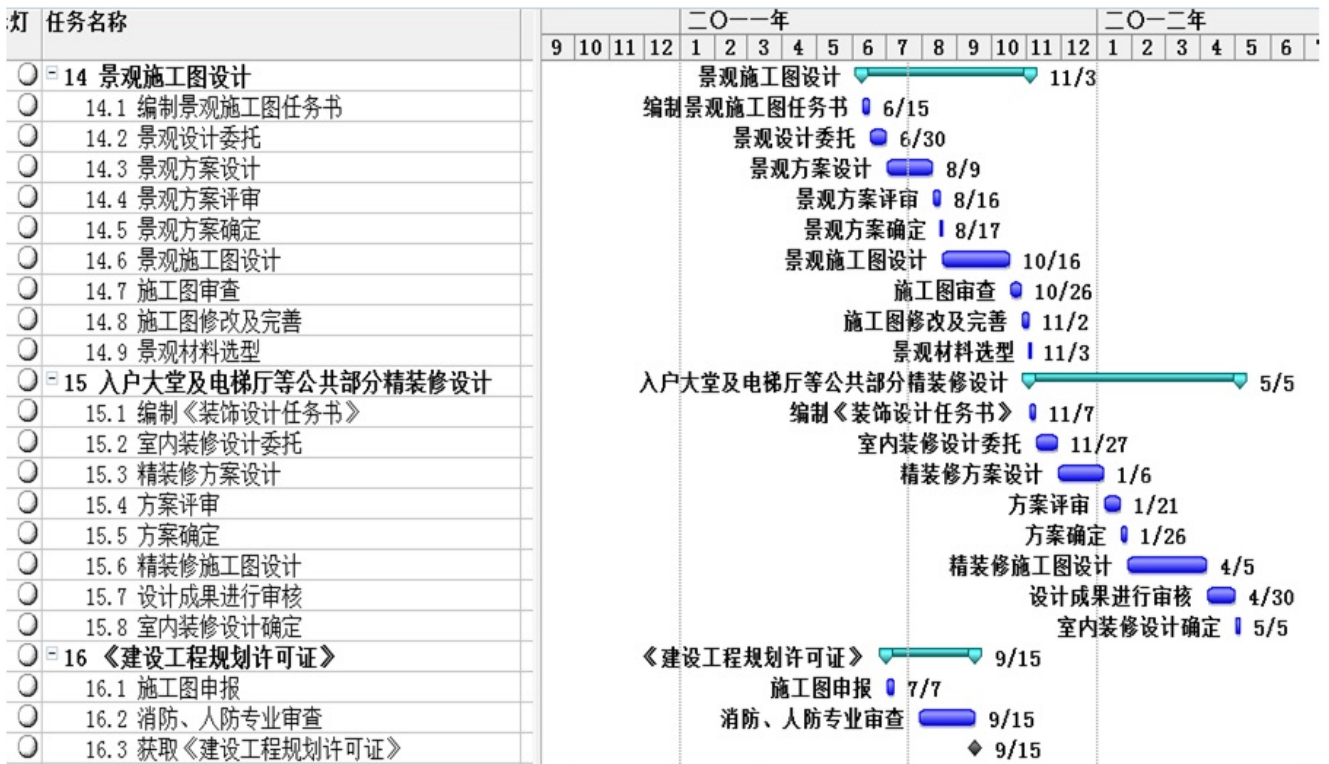 灯 任务名称 二〇一一年 二〇一二年
9 10 11 12 1 2 3 4 5 6 7 8 9 10 11 12 1 2 3 4 5 6
14 景观施工图设计 景观施工图设计 11/3
14.1 编制景观施工图任务书 编制景观施工图任务书 6/15
14.2 景观设计委托 景观设计委托 6/30
14.3 景观方案设计 景观方案设计 8/9
14.4 景观方案评审 景观方案评审 8/16
14.5 景观方案确定 景观方案确定 8/17
14.6 景观施工图设计 景观施工图设计 10/16
14.7 施工图审查 施工图审查 10/26
14.8 施工图修改及完善 施工图修改及完善 11/2
14.9 景观材料选型 景观材料选型 11/3
15 入户大堂及电梯厅等公共部分精装修设计 入户大堂及电梯厅等公共部分精装修设计 5/5
15.1 编制《装饰设计任务书》 编制《装饰设计任务书》 11/7
15.2 室内装修设计委托 室内装修设计委托 11/27
15.3 精装修方案设计 精装修方案设计 1/6
15.4 方案评审 方案评审 1/21
15.5 方案确定 方案确定 1/26
15.6 精装修施工图设计 精装修施工图设计 4/5
15.7 设计成果进行审核 设计成果进行审核 4/30
15.8 室内装修设计确定 室内装修设计确定 5/5
16 《建设工程规划许可证》 《建设工程规划许可证》 9/15
16.1 施工图申报 施工图申报 7/7
16.2 消防、人防专业审查 消防、人防专业审查 9/15
16.3 获取《建设工程规划许可证》 9/15